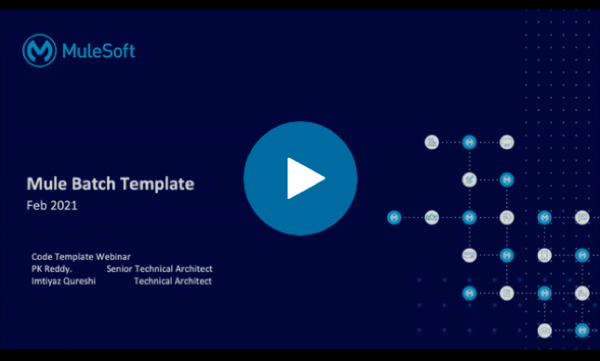 MuleSoft
Mule Batch Template
Feb 2021
Code Template Webinar
PK Reddy. Senior Technical Architect
Imtiyaz Qureshi Technical Architect